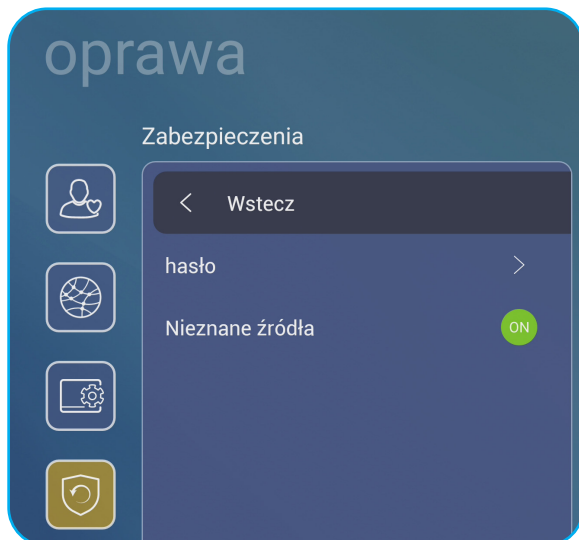 oprawa
Zabezpieczenia
Wstecz
hasło
Nieznane źródła
ON